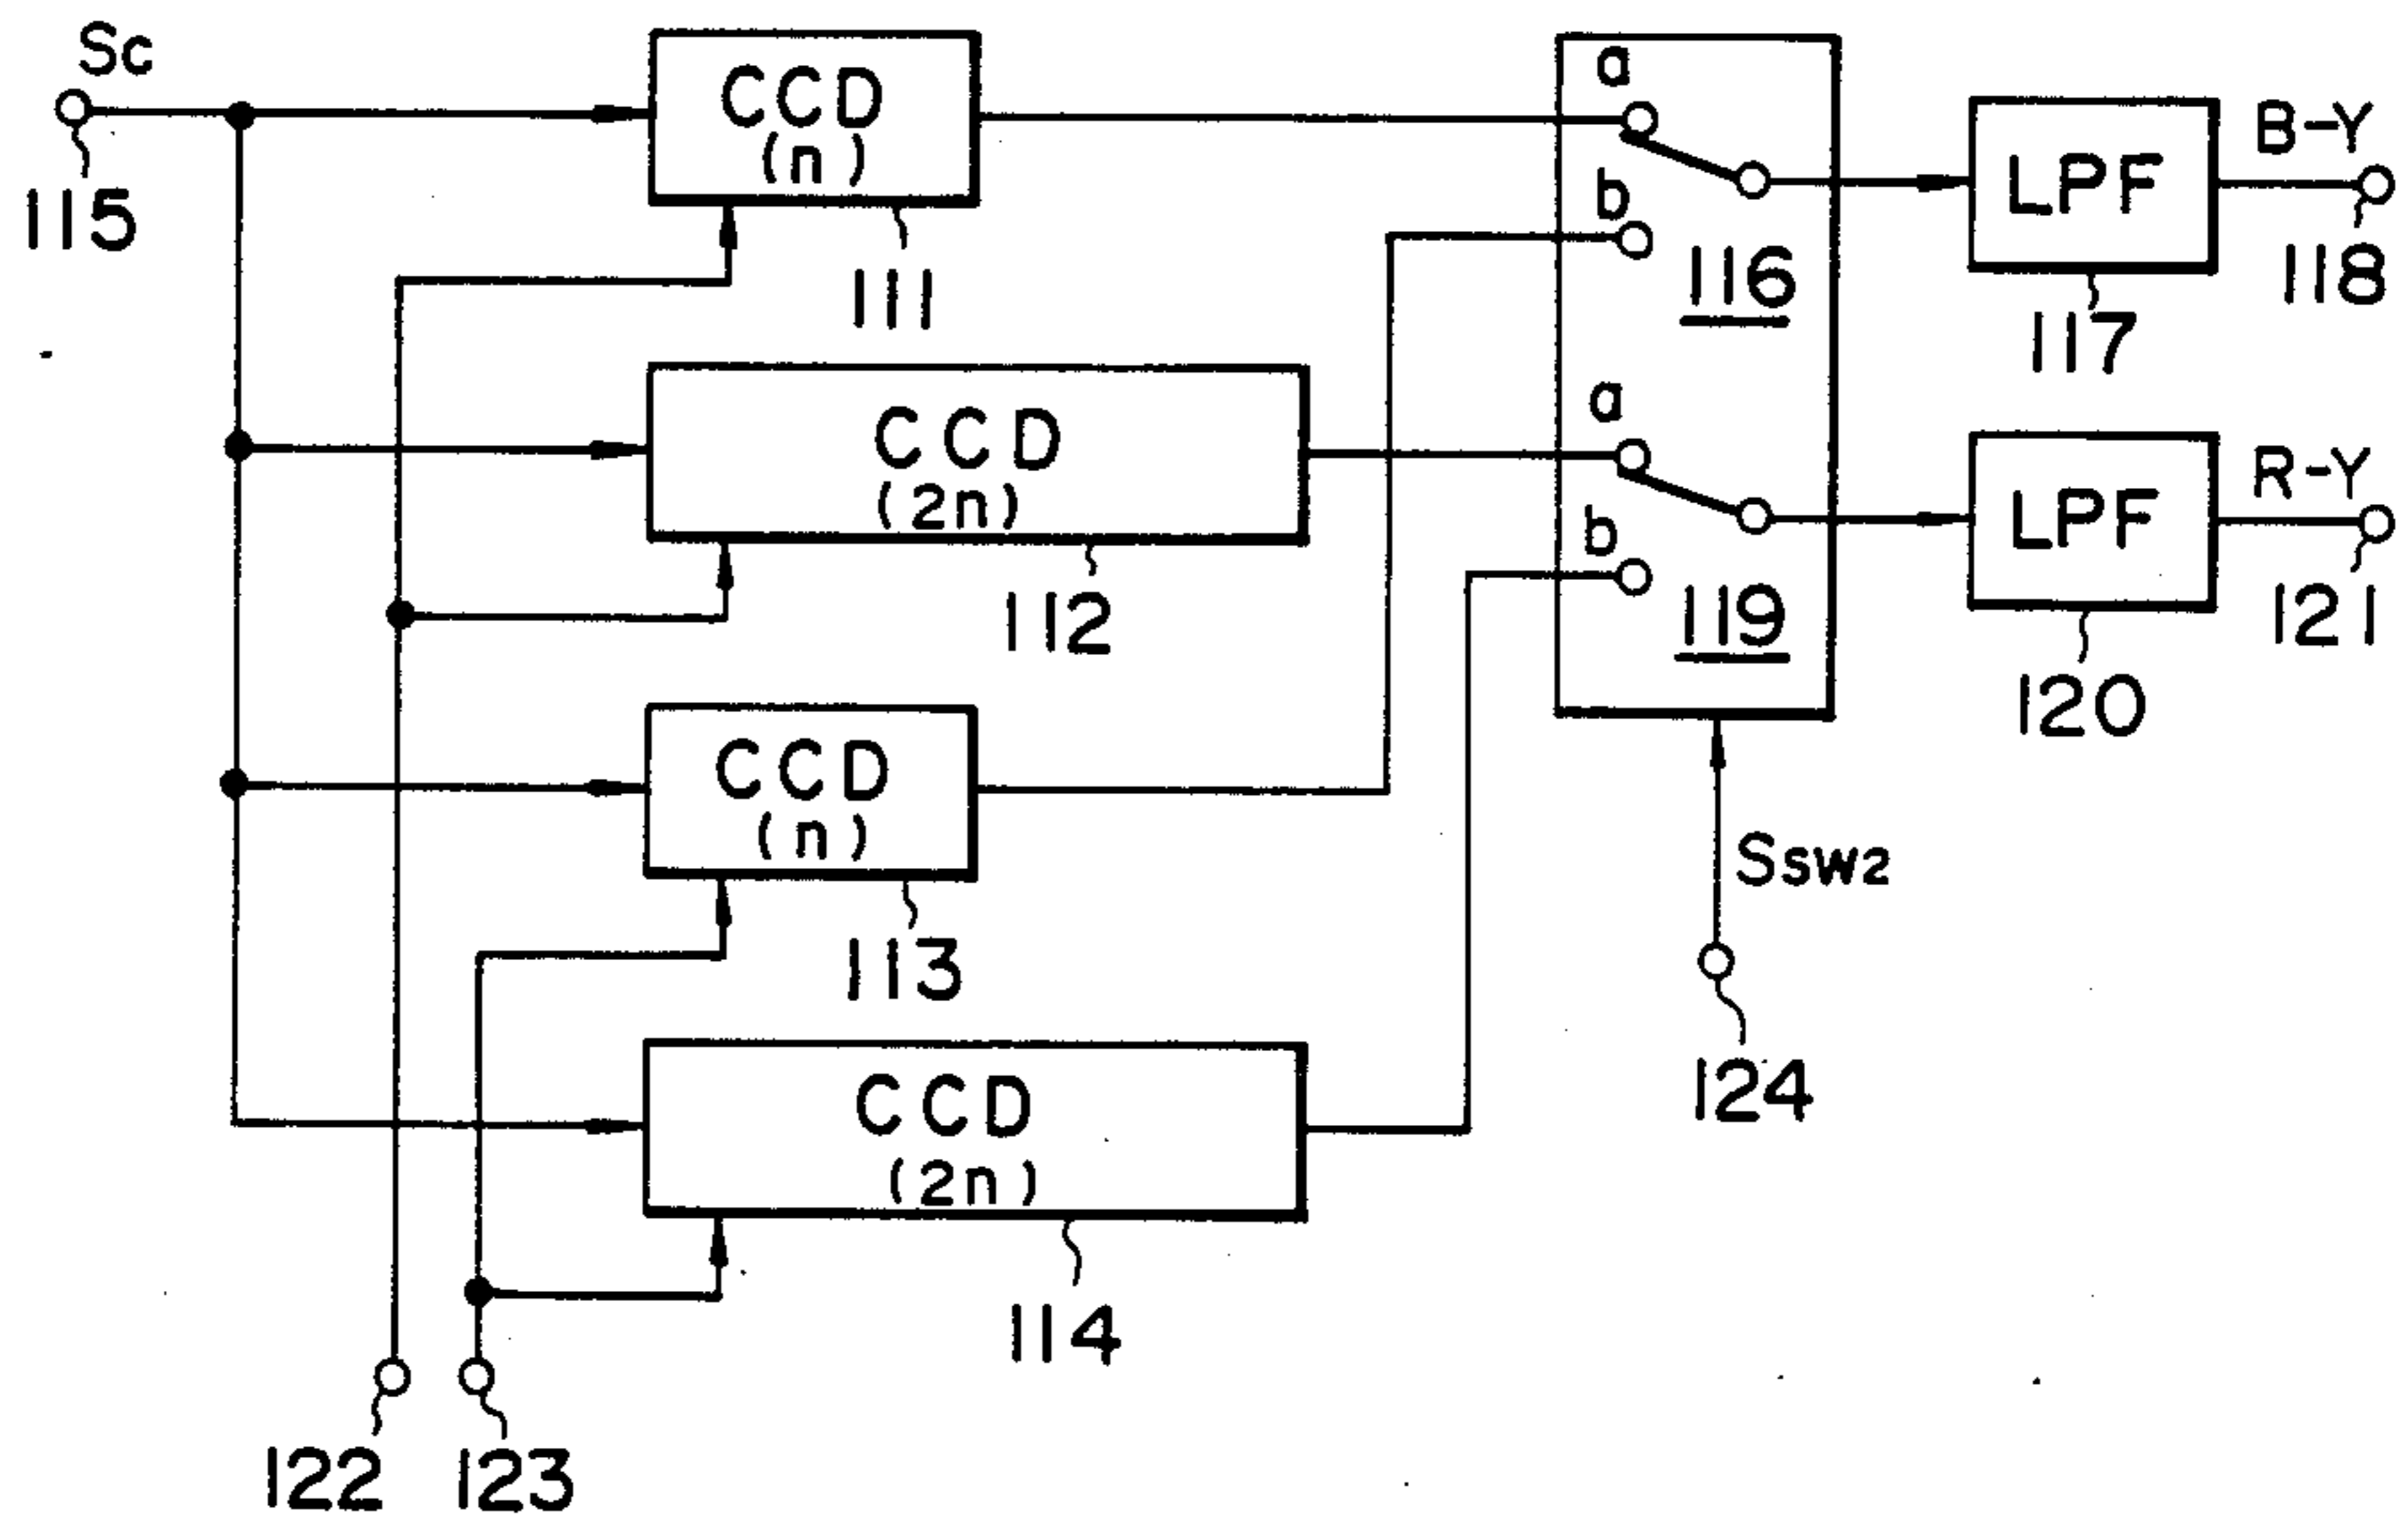 Sc
115
CCD
(n)
111
a
b
116
LPF
117
B-Y
118
CCD
(2n)
112
a
b
119
LPF
120
R-Y
121
CCD
(n)
113
SSW2
124
CCD
(2n)
114
122
123